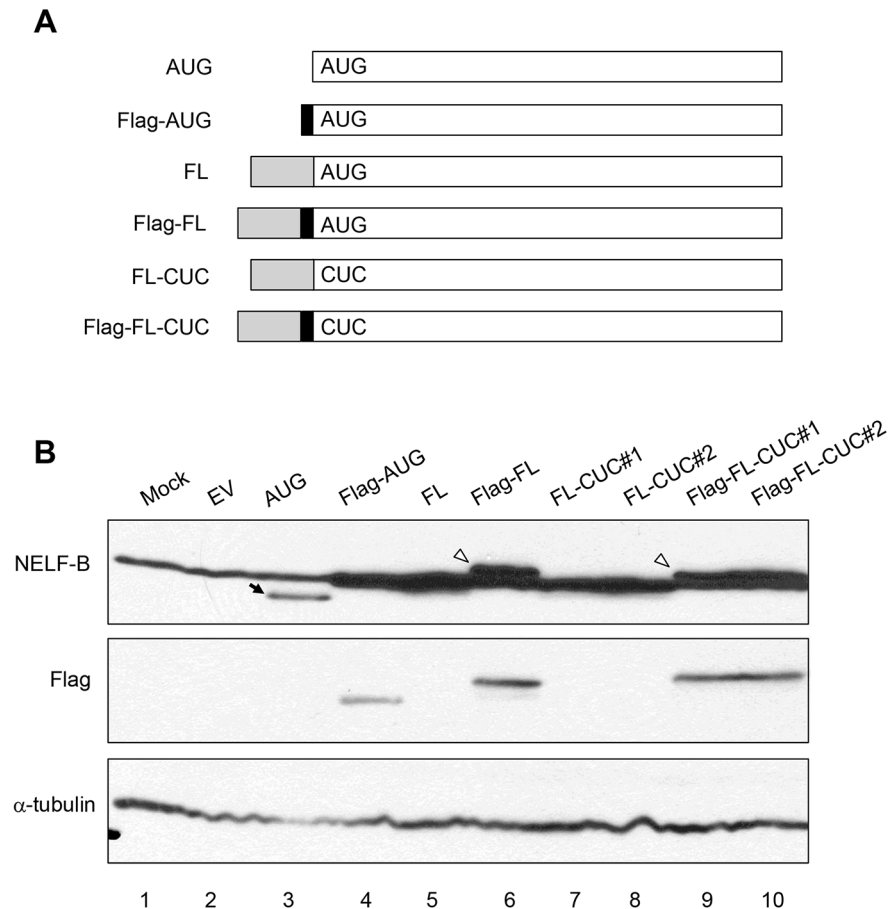 A
AUG AUG
Flag-AUG AUG
FL AUG
Flag-FL AUG
FL-CUC CUC
Flag-FL-CUC CUC
B
Mock EV AUG Flag-AUG FL Flag-FL FL-CUC#1 FL-CUC#2 Flag-FL-CUC#1 Flag-FL-CUC#2
NELF-B
Flag
α-tubulin
1 2 3 4 5 6 7 8 9 10